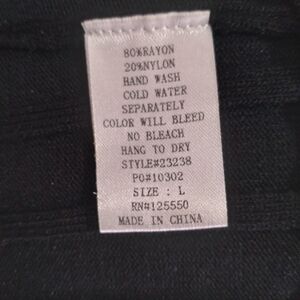 80%RAYON
20%NYLON
HAND WASH
COLD WATER
SEPARATELY
COLOR WILL BLEED
NO BLEACH
HANG TO DRY
STYLE#23238
PO#10302
SIZE : L
RN#125550
MADE IN CHINA